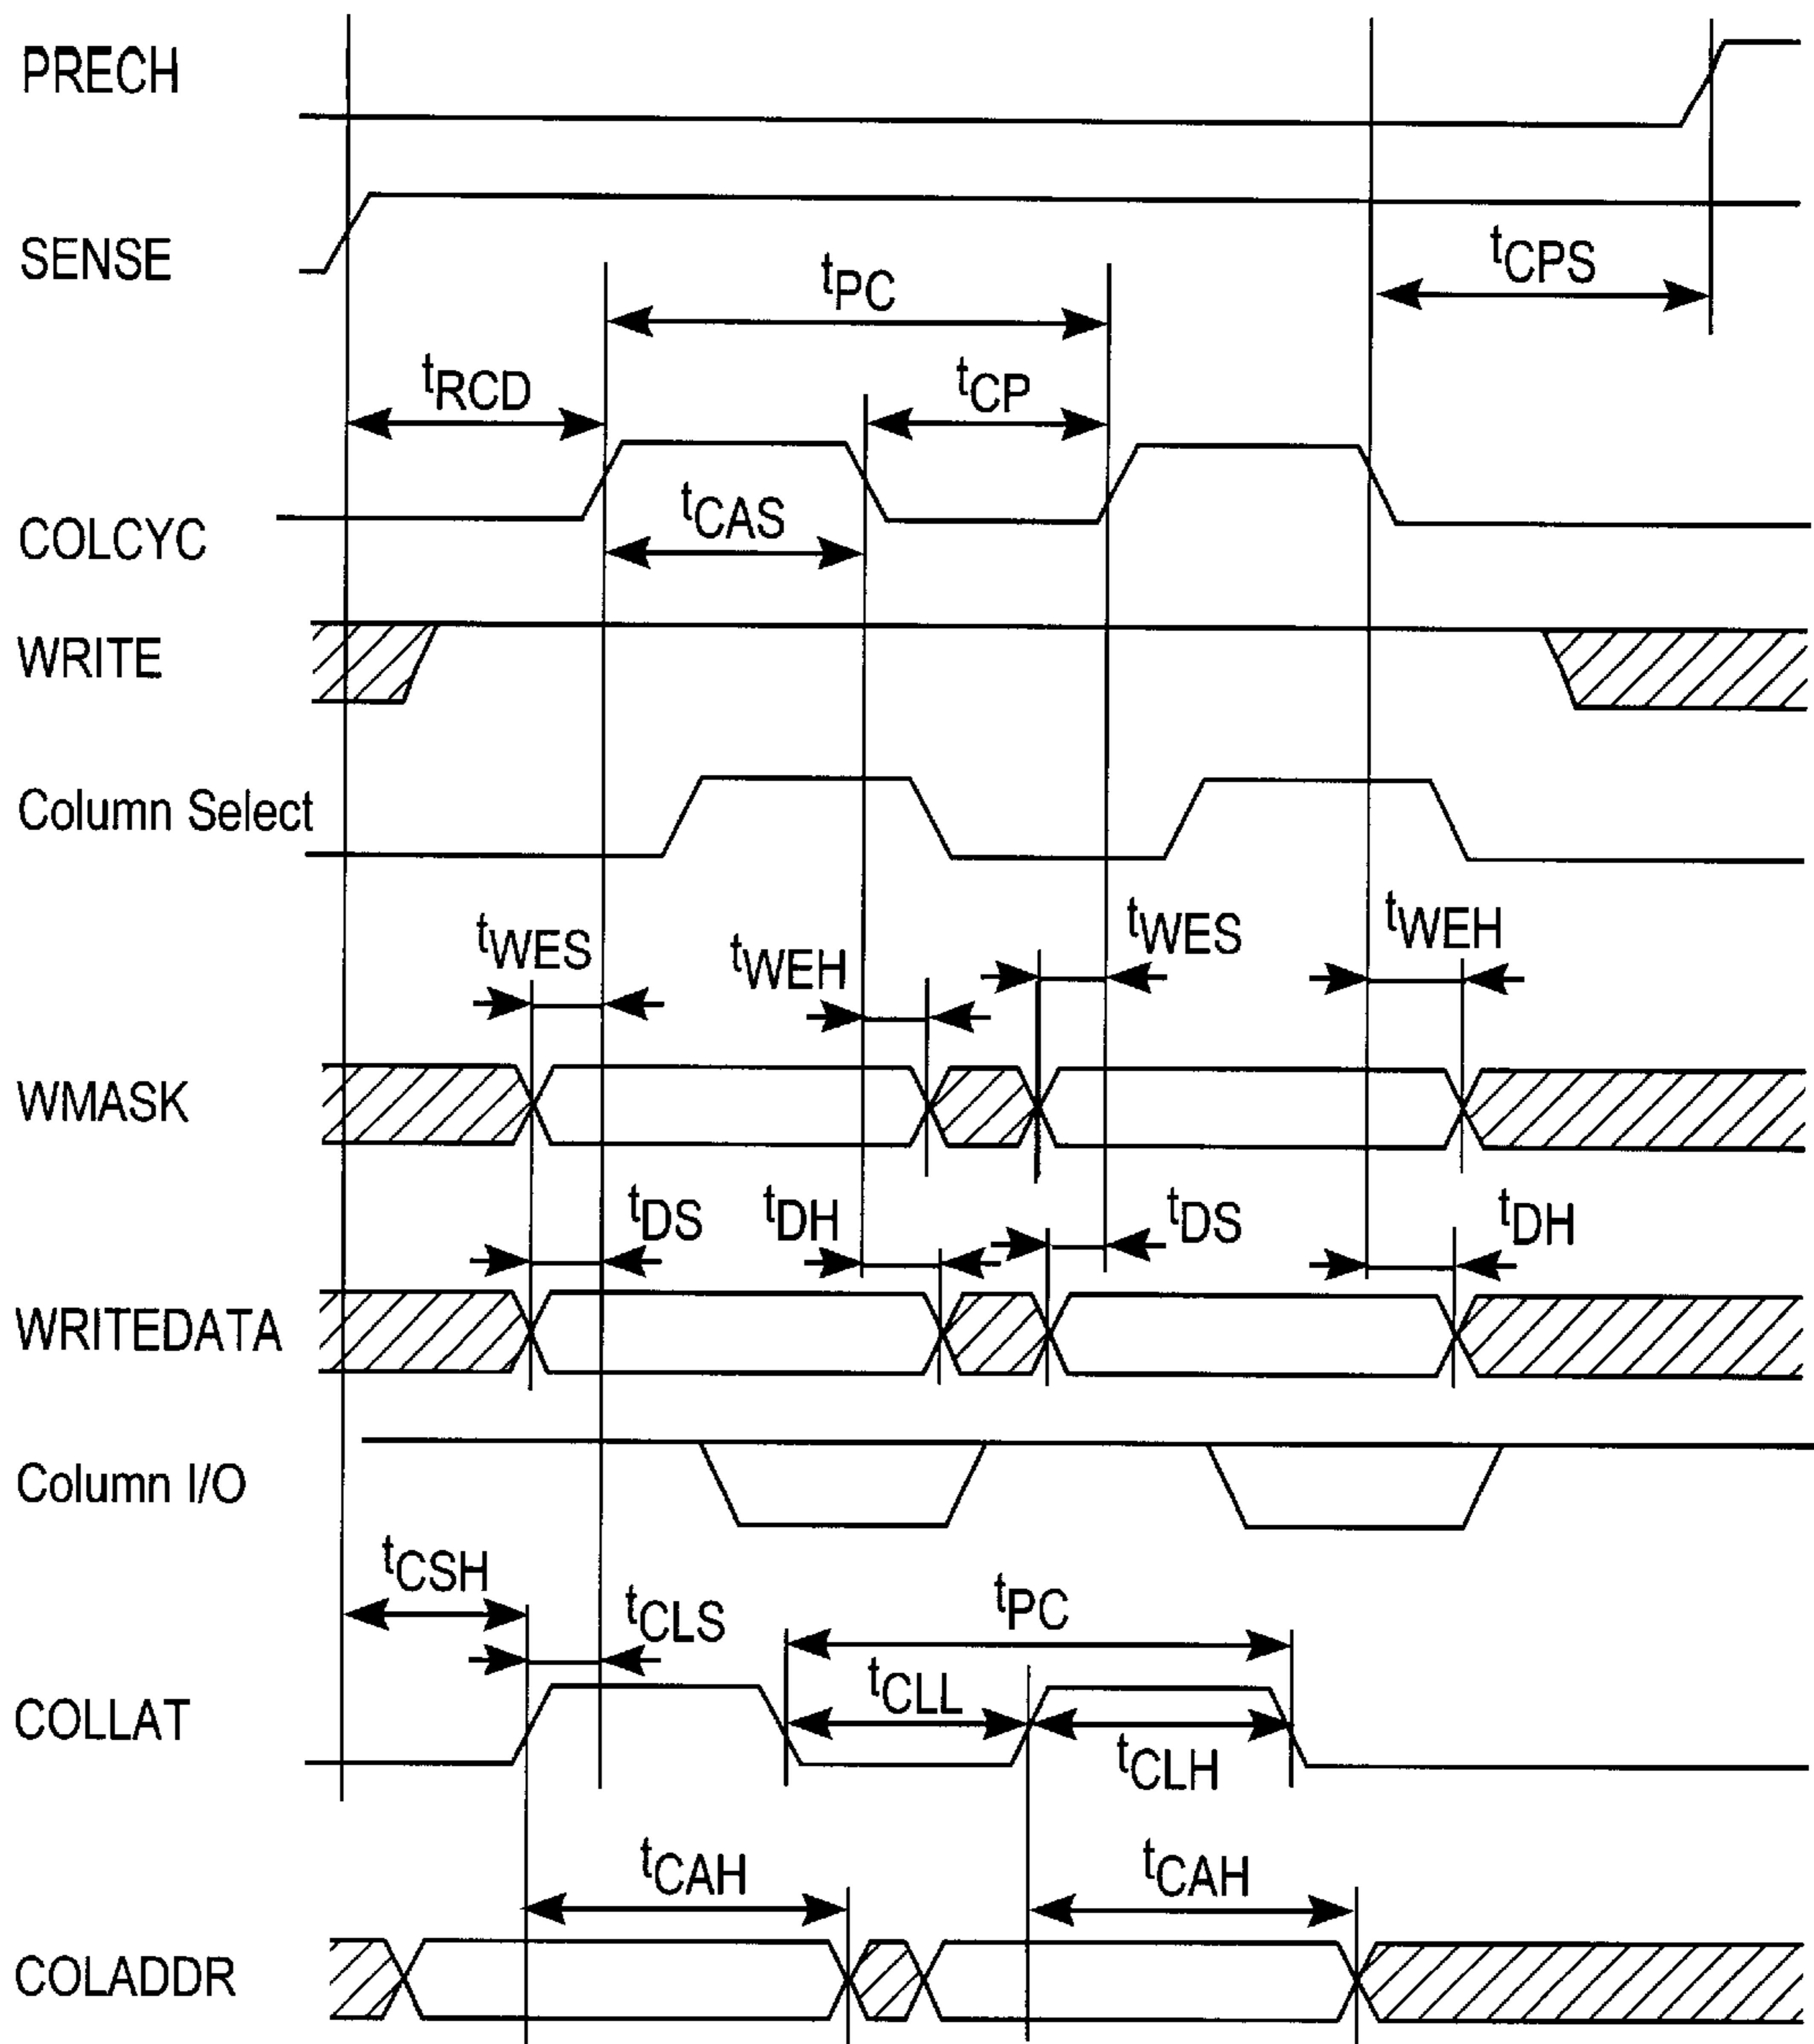 PRECH
SENSE
tCPS
tPC
tRCD
tCP
COLCYC
tCAS
WRITE
Column Select
tWES
tWEH
tWES
tWEH
WMASK
tDS
tDH
tDS
tDH
WRITEDATA
Column I/O
tCSH
tCLS
tPC
COLLAT
tCLL
tCLH
tCAH
tCAH
COLADDR